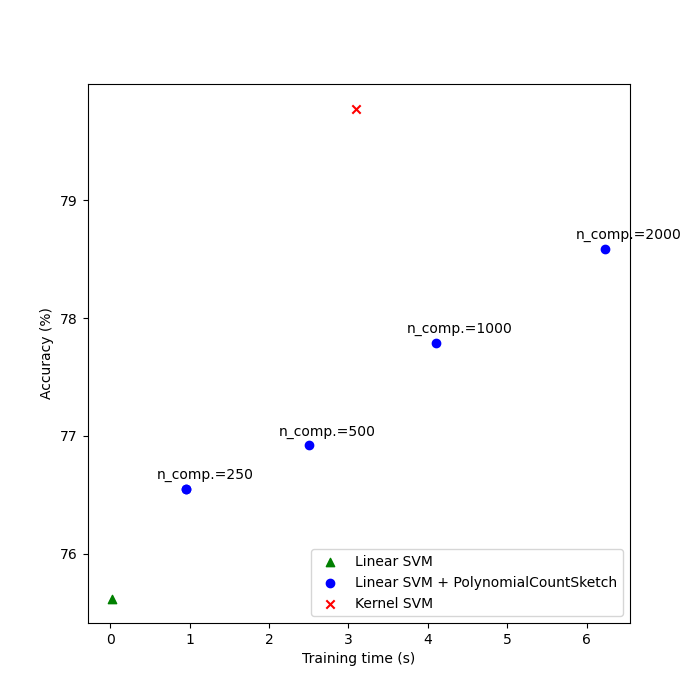 79
78
77
76
Accuracy (%)
n_comp.=2000
n_comp.=1000
n_comp.=500
n_comp.=250
Linear SVM
Linear SVM + PolynomialCountSketch
Kernel SVM
0 1 2 3 4 5 6
Training time (s)